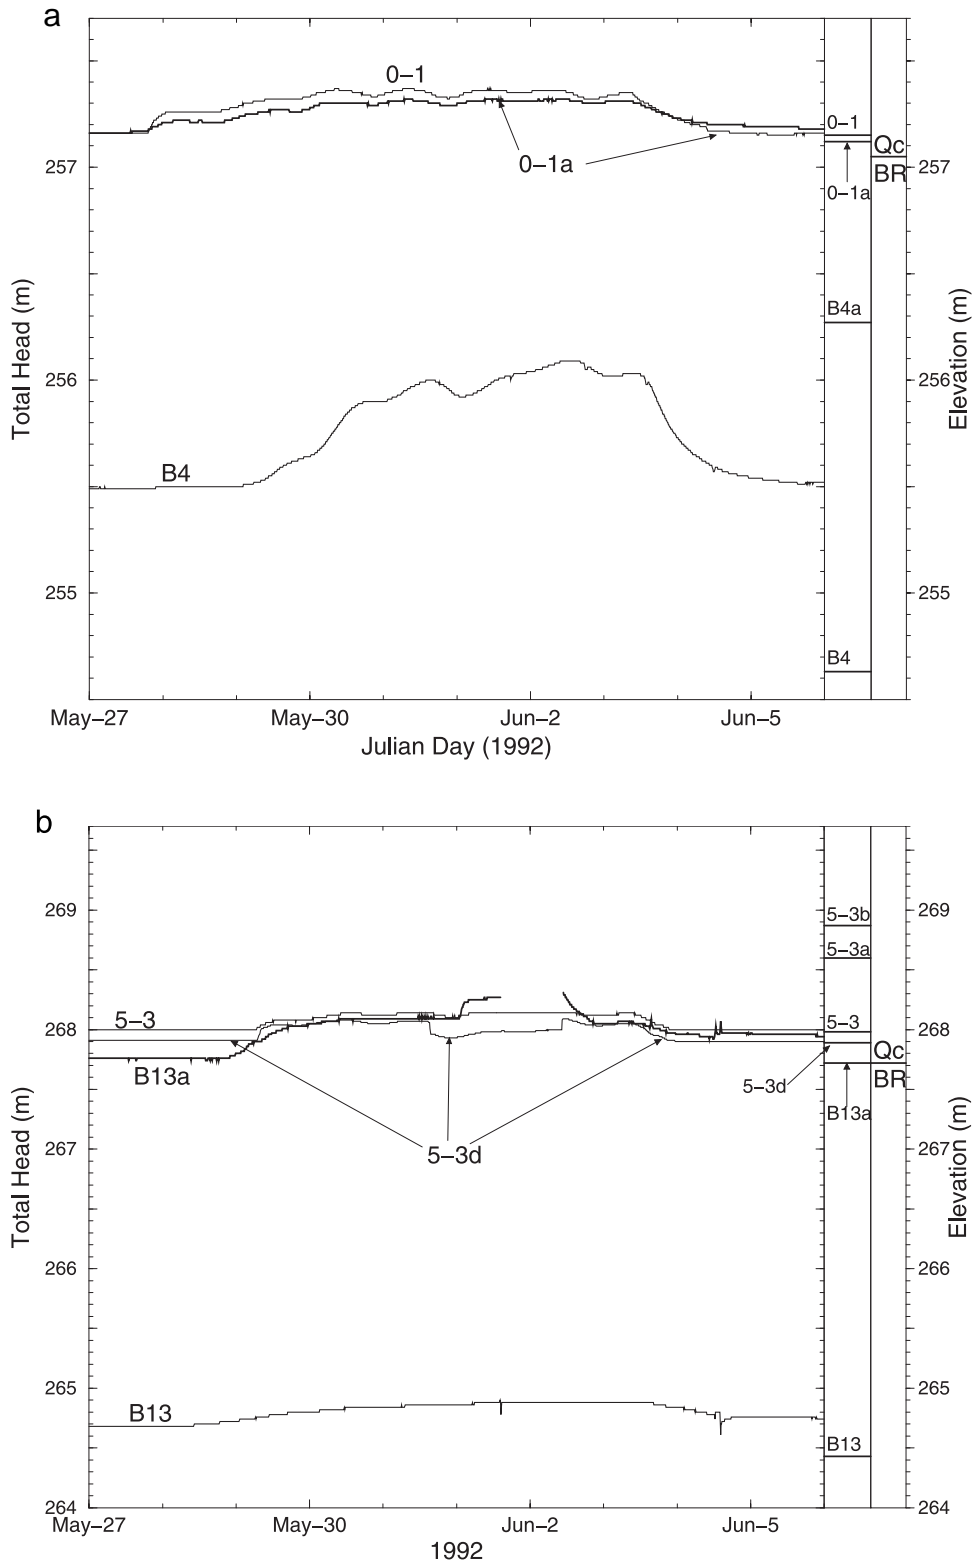 a
0–1
0–1a
B4
257
256
255
Total Head (m)
May–27
May–30
Jun–2
Jun–5
Julian Day (1992)
0–1
0–1a
B4a
B4
Qc
BR
257
256
255
Elevation (m)
b
5–3
B13a
5–3d
B13
269
268
267
266
265
264
Total Head (m)
May–27
May–30
Jun–2
Jun–5
1992
5–3b
5–3a
5–3
5–3d
B13a
B13
Qc
BR
269
268
267
266
265
264
Elevation (m)